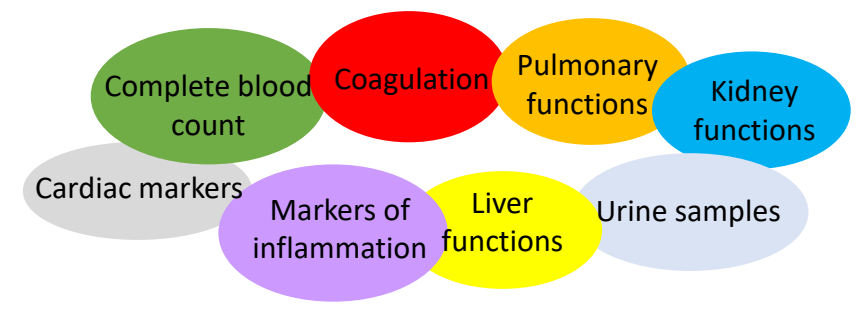 Complete blood
count
Coagulation
Pulmonary
functions
Kidney
functions
Cardiac markers
Markers of
inflammation
Liver
functions
Urine samples